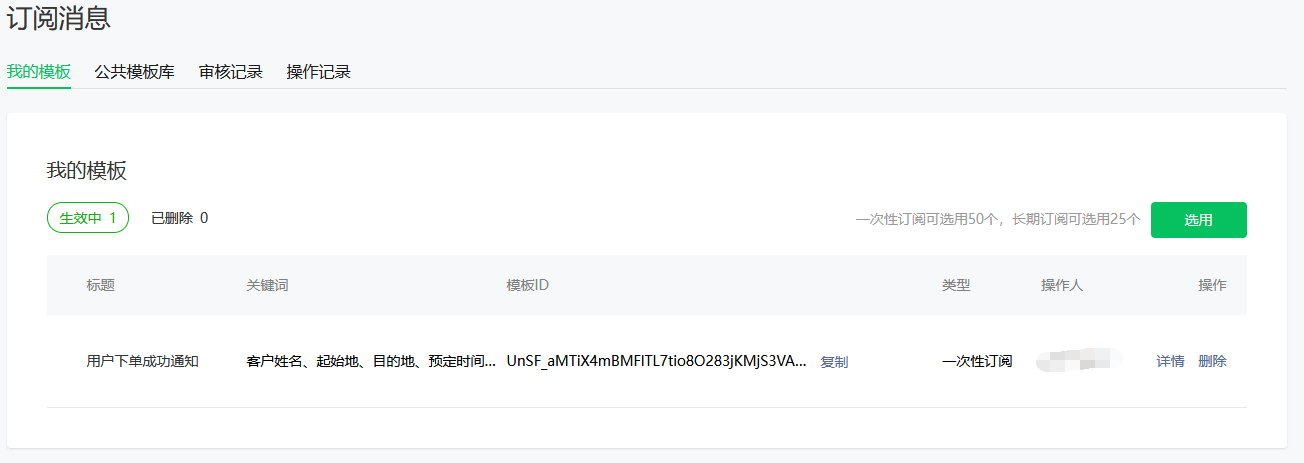 订阅消息
我的模板 公共模板库 审核记录 操作记录
我的模板
生效中 1 已删除 0 一次性订阅可选用50个，长期订阅可选用25个 选用
标题 关键词 模板ID 类型 操作人 操作
用户下单成功通知 客户姓名、起始地、目的地、预定时间... UnSF_aMTiX4mBMFITL7tio8O283jKMjS3VA... 复制 一次性订阅 详情 删除